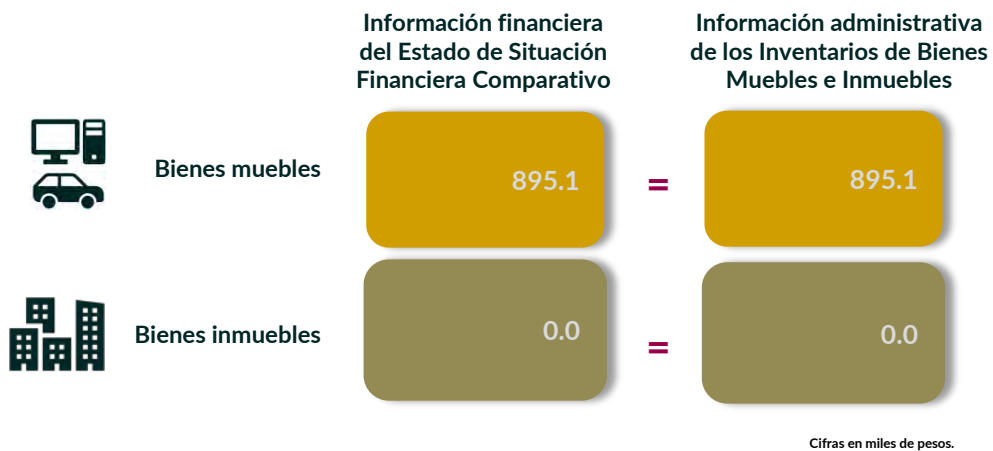 Información financiera
del Estado de Situación
Financiera Comparativo
Información administrativa
de los Inventarios de Bienes
Muebles e Inmuebles
Bienes muebles
895.1
=
895.1
Bienes inmuebles
0.0
=
0.0
Cifras en miles de pesos.